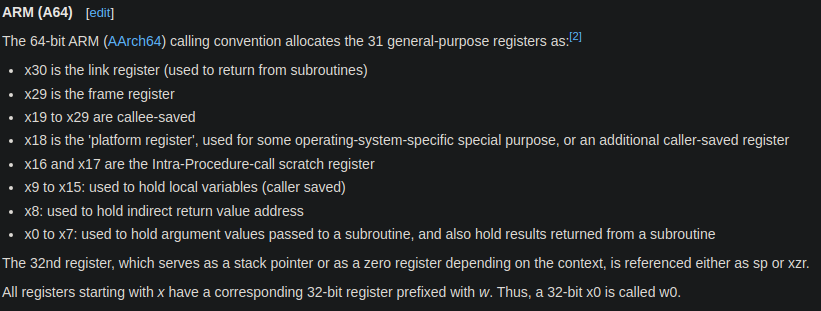 ARM (A64) [edit]
The 64-bit ARM (AArch64) calling convention allocates the 31 general-purpose registers as:[2]
• x30 is the link register (used to return from subroutines)
• x29 is the frame register
• x19 to x29 are callee-saved
• x18 is the 'platform register', used for some operating-system-specific special purpose, or an additional caller-saved register
• x16 and x17 are the Intra-Procedure-call scratch register
• x9 to x15: used to hold local variables (caller saved)
• x8: used to hold indirect return value address
• x0 to x7: used to hold argument values passed to a subroutine, and also hold results returned from a subroutine
The 32nd register, which serves as a stack pointer or as a zero register depending on the context, is referenced either as sp or xzr.
All registers starting with x have a corresponding 32-bit register prefixed with w. Thus, a 32-bit x0 is called w0.